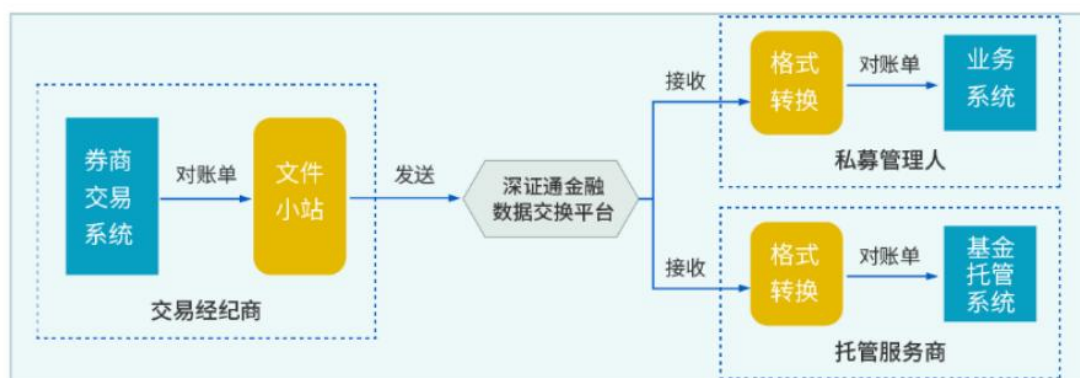 券商
交易
系统
对账单
文件
小站
交易经纪商
发送
深证通金融
数据交换平台
接收
格式
转换
对账单
业务
系统
私募管理人
接收
格式
转换
对账单
基金
托管
系统
托管服务商